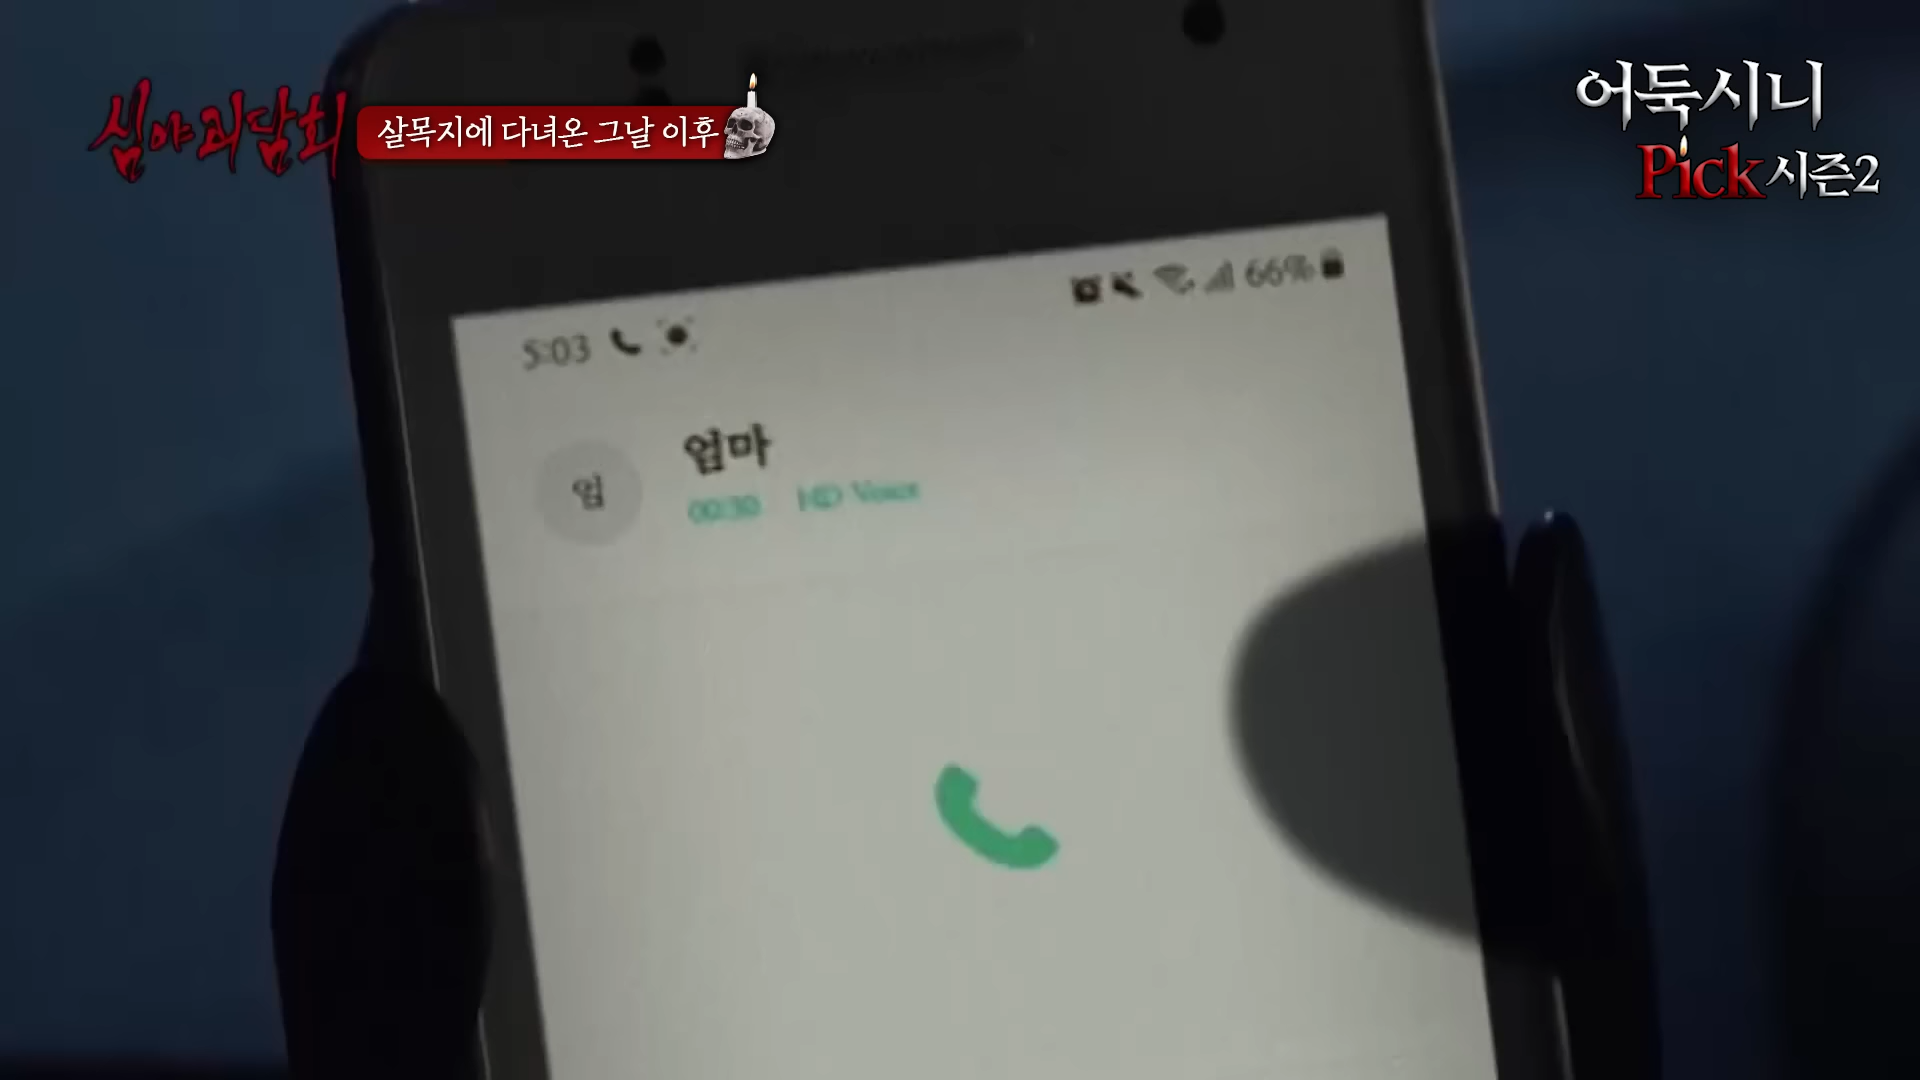 심야괴담회
살목지에 다녀온 그날 이후
어둑시니
Pick 시즌2
5:03
66%
엄
엄마
00:30 HD Voice